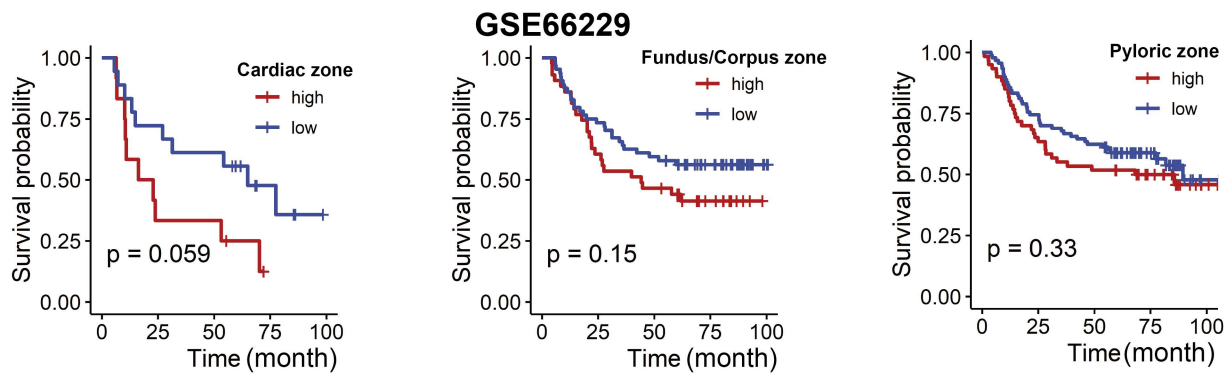 GSE66229
Cardiac zone
high
low
Survival probability
1.00
0.75
0.50
0.25
0.00
p = 0.059
0 25 50 75 100
Time (month)
Fundus/Corpus zone
high
low
Survival probability
1.00
0.75
0.50
0.25
0.00
p = 0.15
0 25 50 75 100
Time (month)
Pyloric zone
high
low
Survival probability
1.00
0.75
0.50
0.25
0.00
p = 0.33
0 25 50 75 100
Time (month)